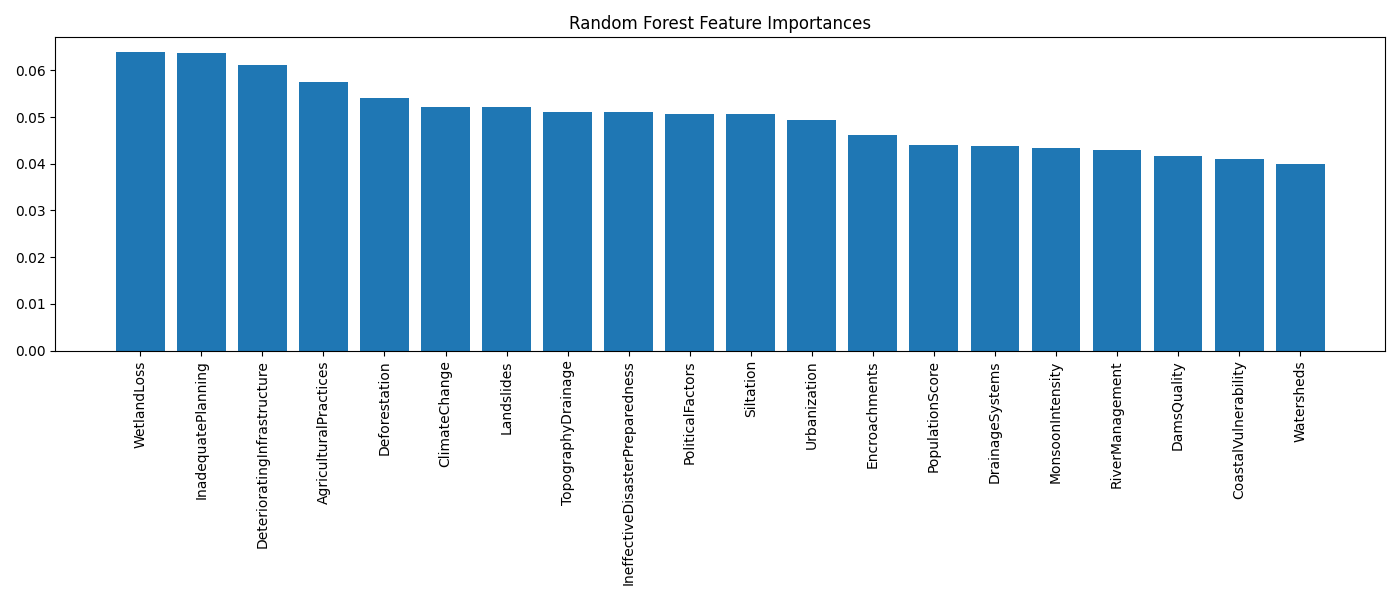 Random Forest Feature Importances
0.06
0.05
0.04
0.03
0.02
0.01
0.00
WetlandLoss
InadequatePlanning
DeterioratingInfrastructure
AgriculturalPractices
Deforestation
ClimateChange
Landslides
TopographyDrainage
IneffectiveDisasterPreparedness
PoliticalFactors
Siltation
Urbanization
Encroachments
PopulationScore
DrainageSystems
MonsoonIntensity
RiverManagement
DamsQuality
CoastalVulnerability
Watersheds